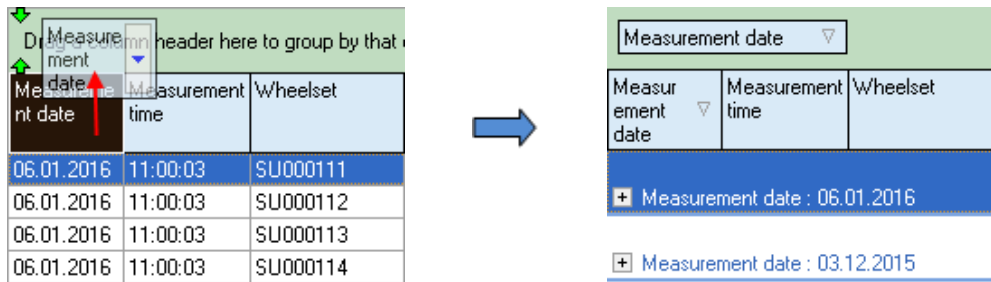 Measure
ment
date
Drag a column header here to group by that
Measureme
nt date
Measurement
time
Wheelset
06.01.2016 11:00:03 SU000111
06.01.2016 11:00:03 SU000112
06.01.2016 11:00:03 SU000113
06.01.2016 11:00:03 SU000114
Measurement date
Measur
ement
date
Measurement
time
Wheelset
Measurement date : 06.01.2016
Measurement date : 03.12.2015